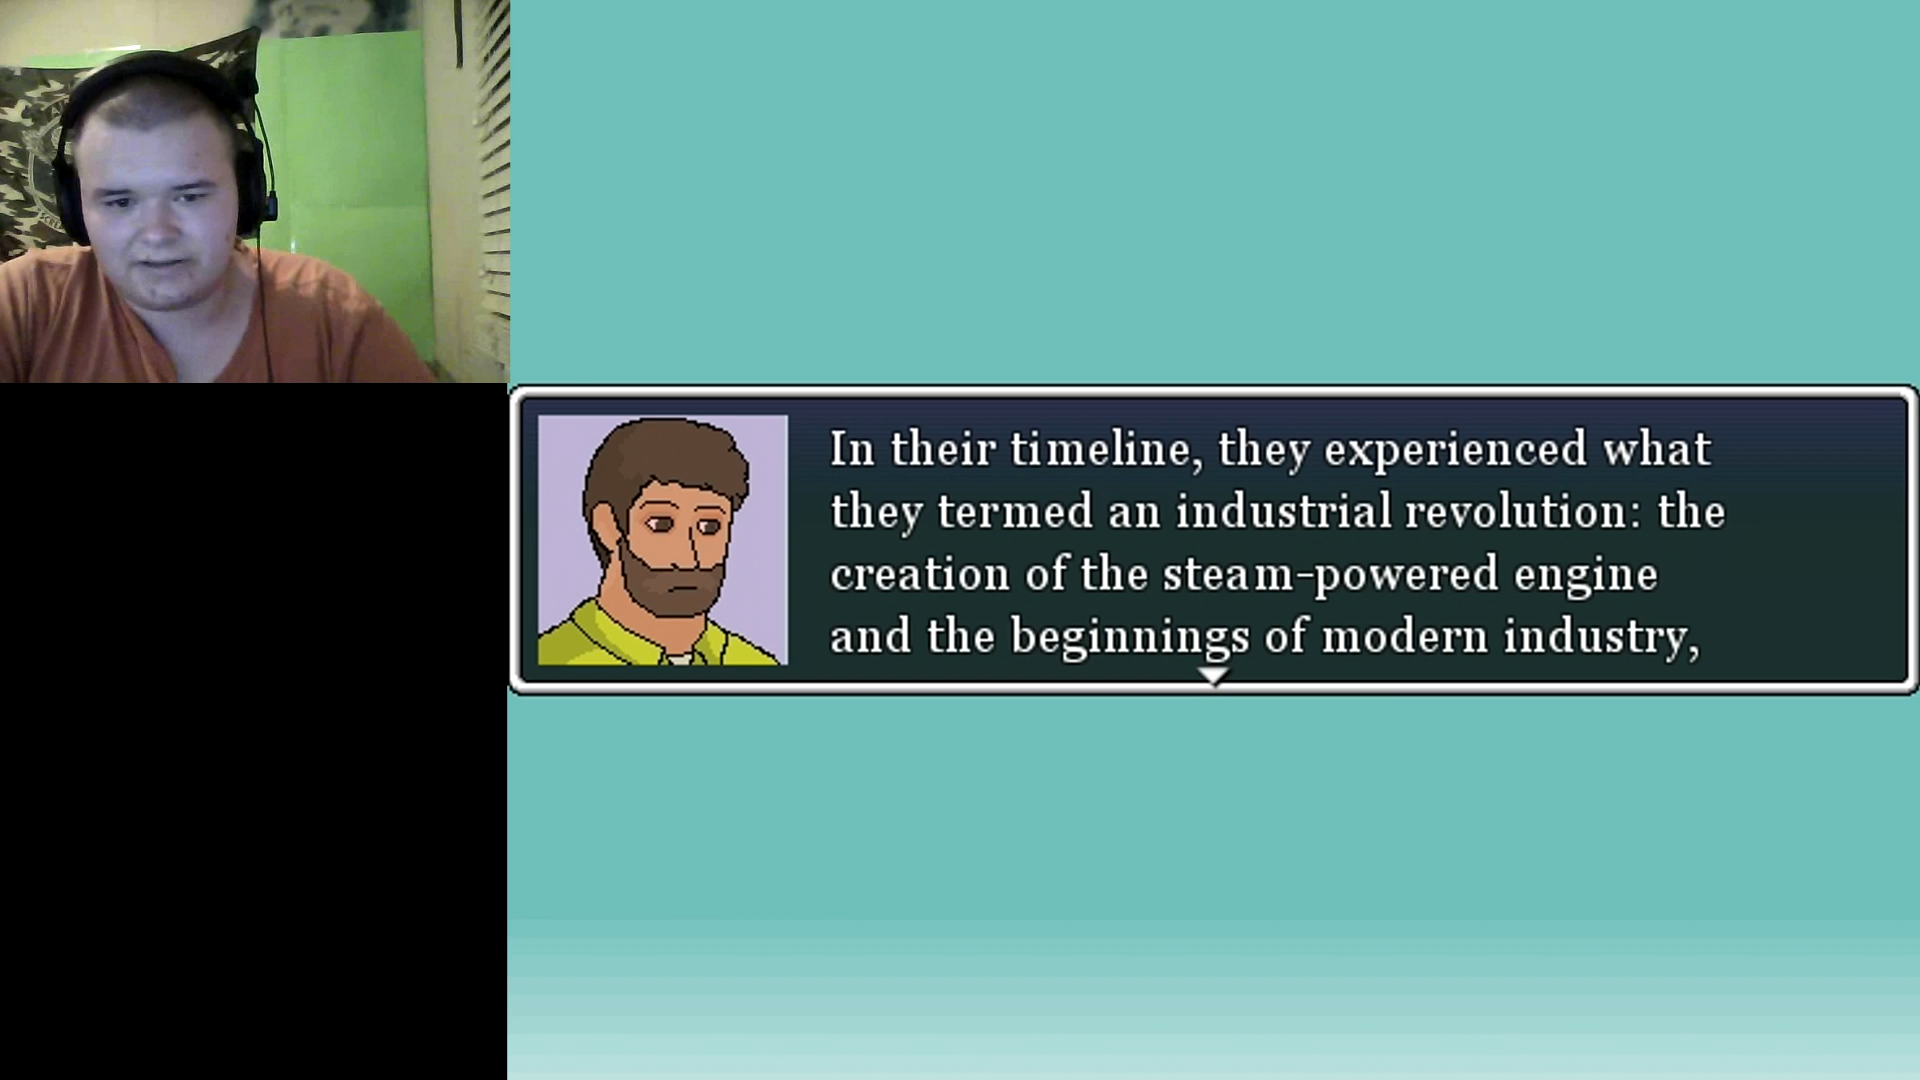 In their timeline, they experienced what
they termed an industrial revolution: the
creation of the steam-powered engine
and the beginnings of modern industry,